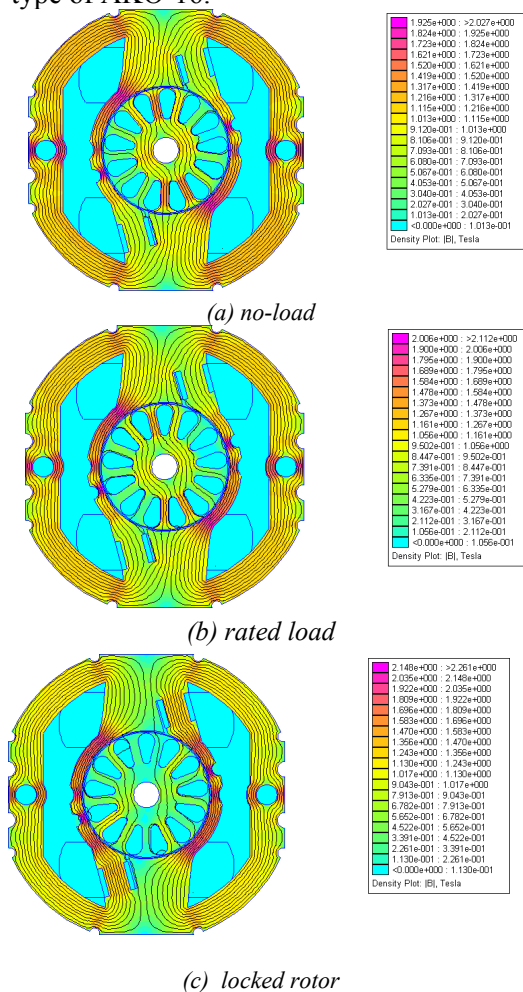 type of AKO-16.
1.925e+000 : >2.027e+000
1.824e+000 : 1.925e+000
1.723e+000 : 1.824e+000
1.621e+000 : 1.723e+000
1.520e+000 : 1.621e+000
1.419e+000 : 1.520e+000
1.317e+000 : 1.419e+000
1.216e+000 : 1.317e+000
1.115e+000 : 1.216e+000
1.013e+000 : 1.115e+000
9.120e-001 : 1.013e+000
8.106e-001 : 9.120e-001
7.093e-001 : 8.106e-001
6.080e-001 : 7.093e-001
5.067e-001 : 6.080e-001
4.053e-001 : 5.067e-001
3.040e-001 : 4.053e-001
2.027e-001 : 3.040e-001
1.013e-001 : 2.027e-001
<0.000e+000 : 1.013e-001
Density Plot: |B|, Tesla
(a) no-load
2.006e+000 : >2.112e+000
1.900e+000 : 2.006e+000
1.795e+000 : 1.900e+000
1.689e+000 : 1.795e+000
1.584e+000 : 1.689e+000
1.478e+000 : 1.584e+000
1.373e+000 : 1.478e+000
1.267e+000 : 1.373e+000
1.161e+000 : 1.267e+000
1.056e+000 : 1.161e+000
9.502e-001 : 1.056e+000
8.447e-001 : 9.502e-001
7.391e-001 : 8.447e-001
6.335e-001 : 7.391e-001
5.279e-001 : 6.335e-001
4.223e-001 : 5.279e-001
3.167e-001 : 4.223e-001
2.112e-001 : 3.167e-001
1.056e-001 : 2.112e-001
<0.000e+000 : 1.056e-001
Density Plot: |B|, Tesla
(b) rated load
2.148e+000 : >2.261e+000
2.035e+000 : 2.148e+000
1.922e+000 : 2.035e+000
1.809e+000 : 1.922e+000
1.696e+000 : 1.809e+000
1.583e+000 : 1.696e+000
1.470e+000 : 1.583e+000
1.356e+000 : 1.470e+000
1.243e+000 : 1.356e+000
1.130e+000 : 1.243e+000
1.017e+000 : 1.130e+000
9.043e-001 : 1.017e+000
7.913e-001 : 9.043e-001
6.782e-001 : 7.913e-001
5.652e-001 : 6.782e-001
4.522e-001 : 5.652e-001
3.391e-001 : 4.522e-001
2.261e-001 : 3.391e-001
1.130e-001 : 2.261e-001
<0.000e+000 : 1.130e-001
Density Plot: |B|, Tesla
(c) locked rotor